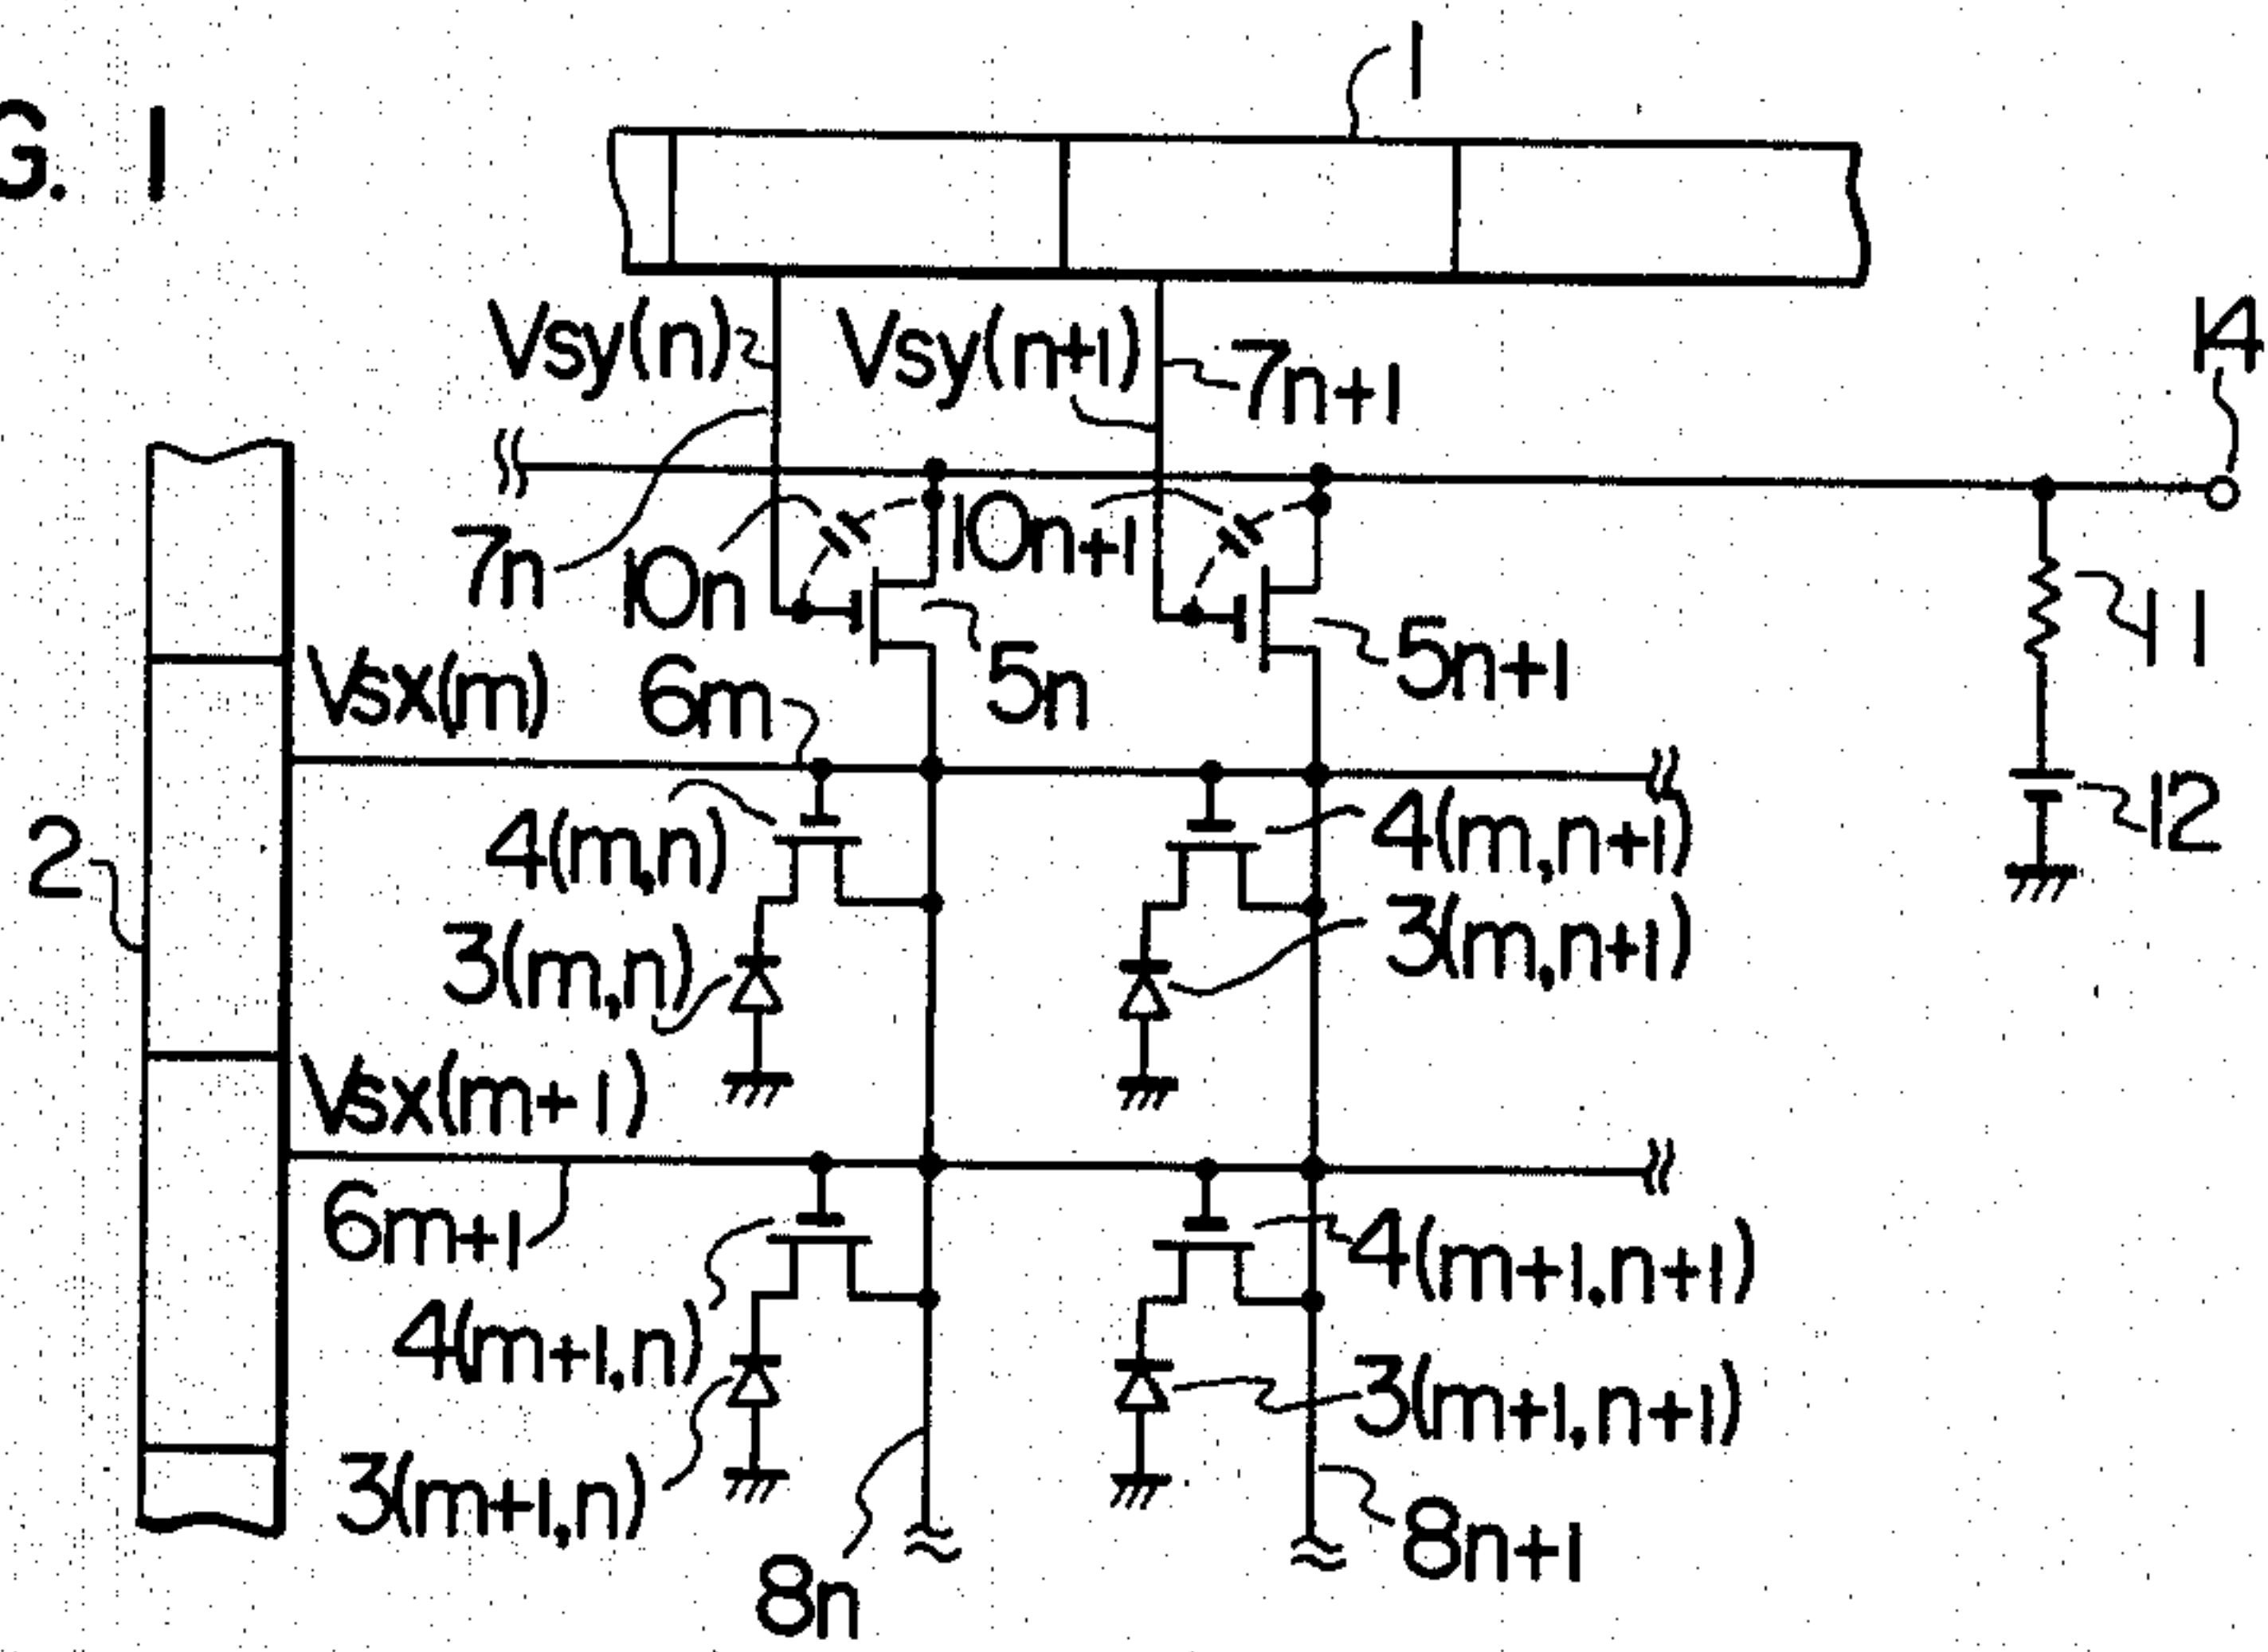 G. 1
1
Vsy(n)
Vsy(n+1)
7n+1
14
7n
10n
10n+1
11
5n
5n+1
Vsx(m)
6m
12
2
4(m,n)
4(m,n+1)
3(m,n)
3(m,n+1)
Vsx(m+1)
6m+1
4(m+1,n)
4(m+1,n+1)
3(m+1,n)
3(m+1,n+1)
8n
8n+1